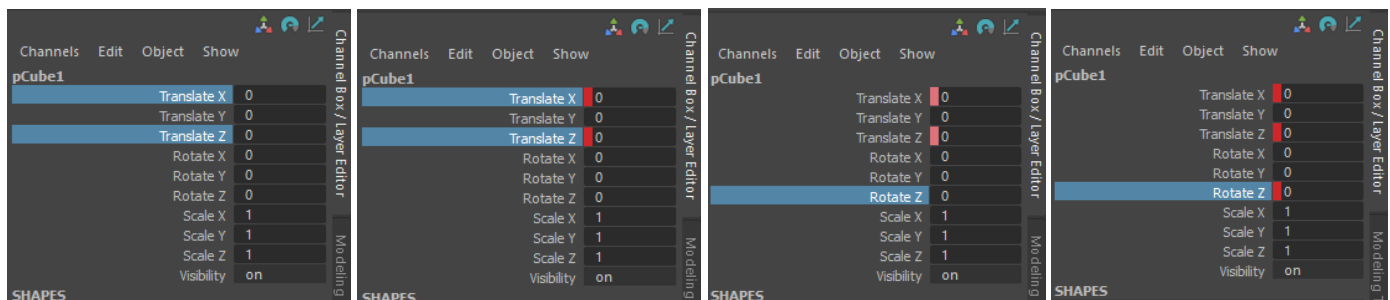 Channels Edit Object Show
pCube1
Translate X 0
Translate Y 0
Translate Z 0
Rotate X 0
Rotate Y 0
Rotate Z 0
Scale X 1
Scale Y 1
Scale Z 1
Visibility on
SHAPES
Channel Box / Layer Editor
Modeling
Channels Edit Object Show
pCube1
Translate X 0
Translate Y 0
Translate Z 0
Rotate X 0
Rotate Y 0
Rotate Z 0
Scale X 1
Scale Y 1
Scale Z 1
Visibility on
SHAPES
Channel Box / Layer Editor
Modeling
Channels Edit Object Show
pCube1
Translate X 0
Translate Y 0
Translate Z 0
Rotate X 0
Rotate Y 0
Rotate Z 0
Scale X 1
Scale Y 1
Scale Z 1
Visibility on
SHAPES
Channel Box / Layer Editor
Modeling
Channels Edit Object Show
pCube1
Translate X 0
Translate Y 0
Translate Z 0
Rotate X 0
Rotate Y 0
Rotate Z 0
Scale X 1
Scale Y 1
Scale Z 1
Visibility on
SHAPES
Channel Box / Layer Editor
Modeling